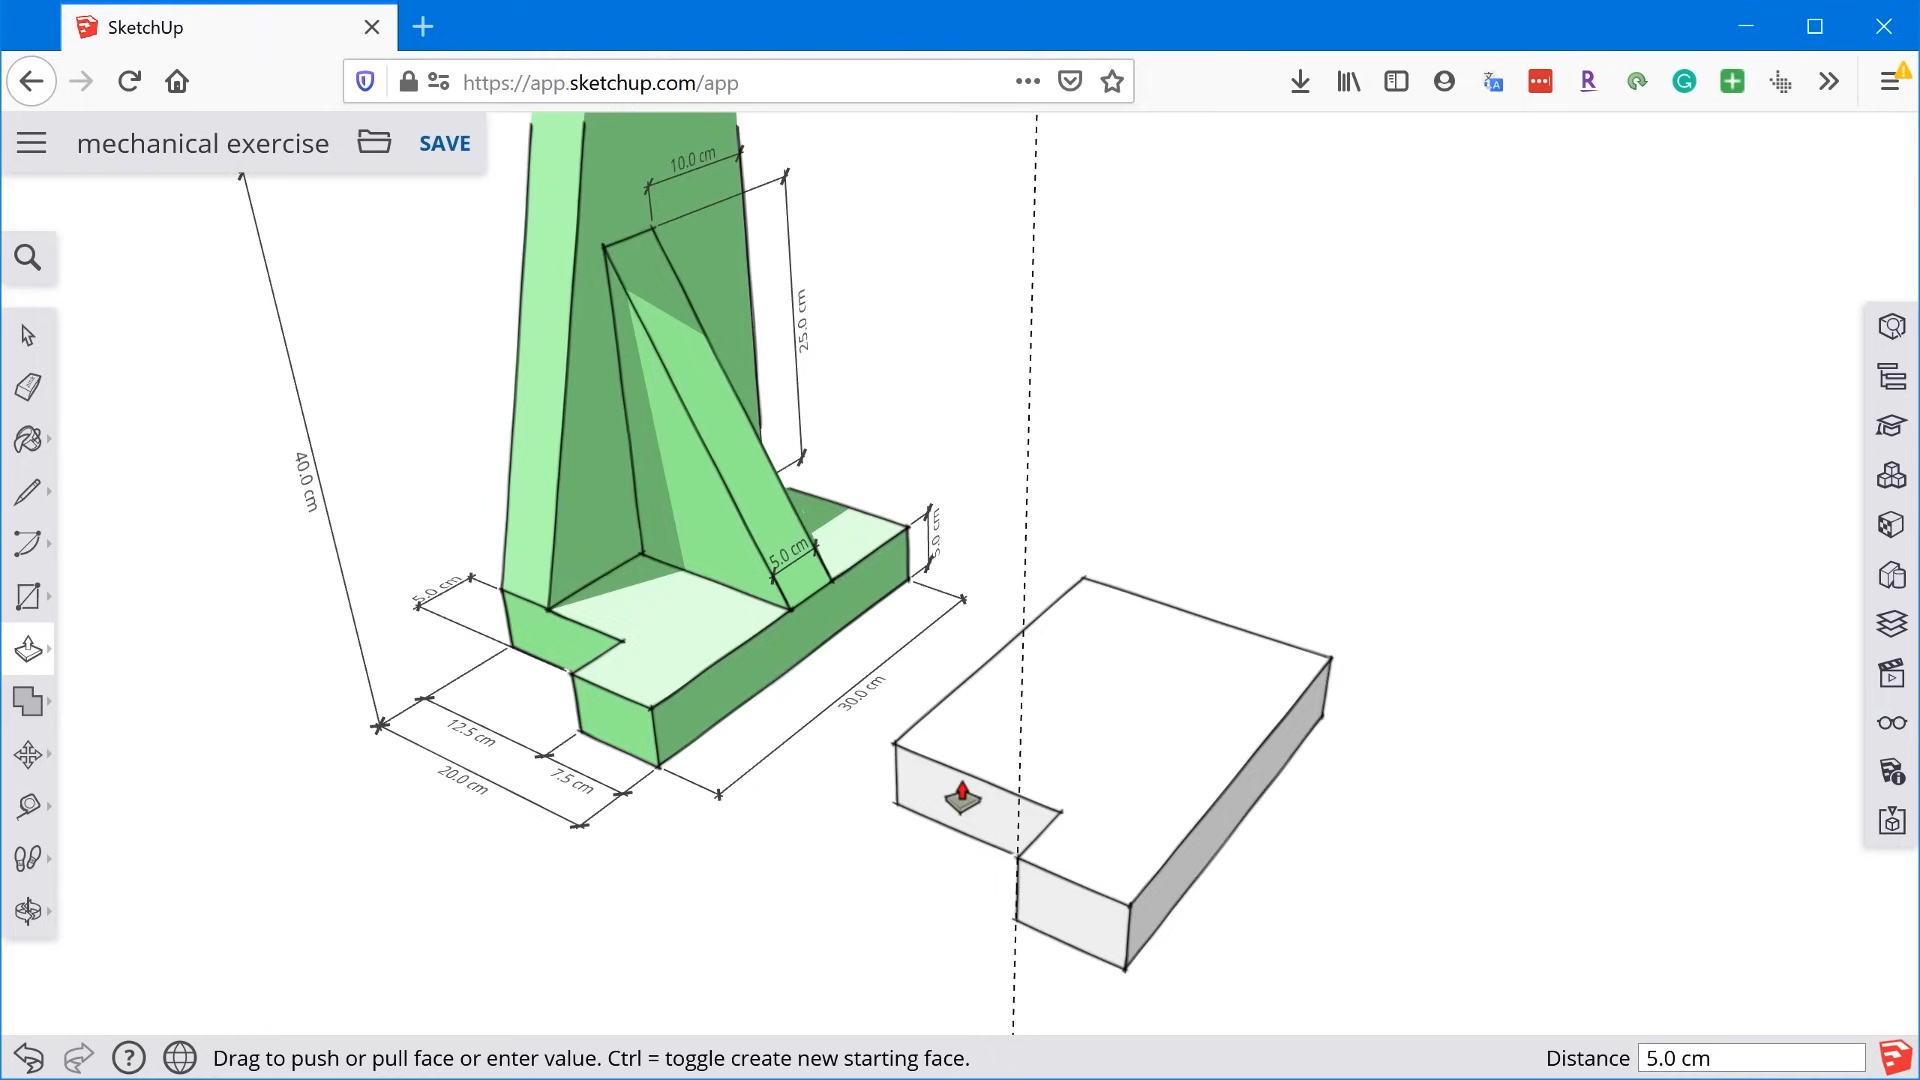 SketchUp
https://app.sketchup.com/app
mechanical exercise
SAVE
10.0 cm
25.0 cm
40.0 cm
5.0 cm
5.0 cm
5.0 cm
30.0 cm
12.5 cm
7.5 cm
20.0 cm
Drag to push or pull face or enter value. Ctrl = toggle create new starting face.
Distance 5.0 cm